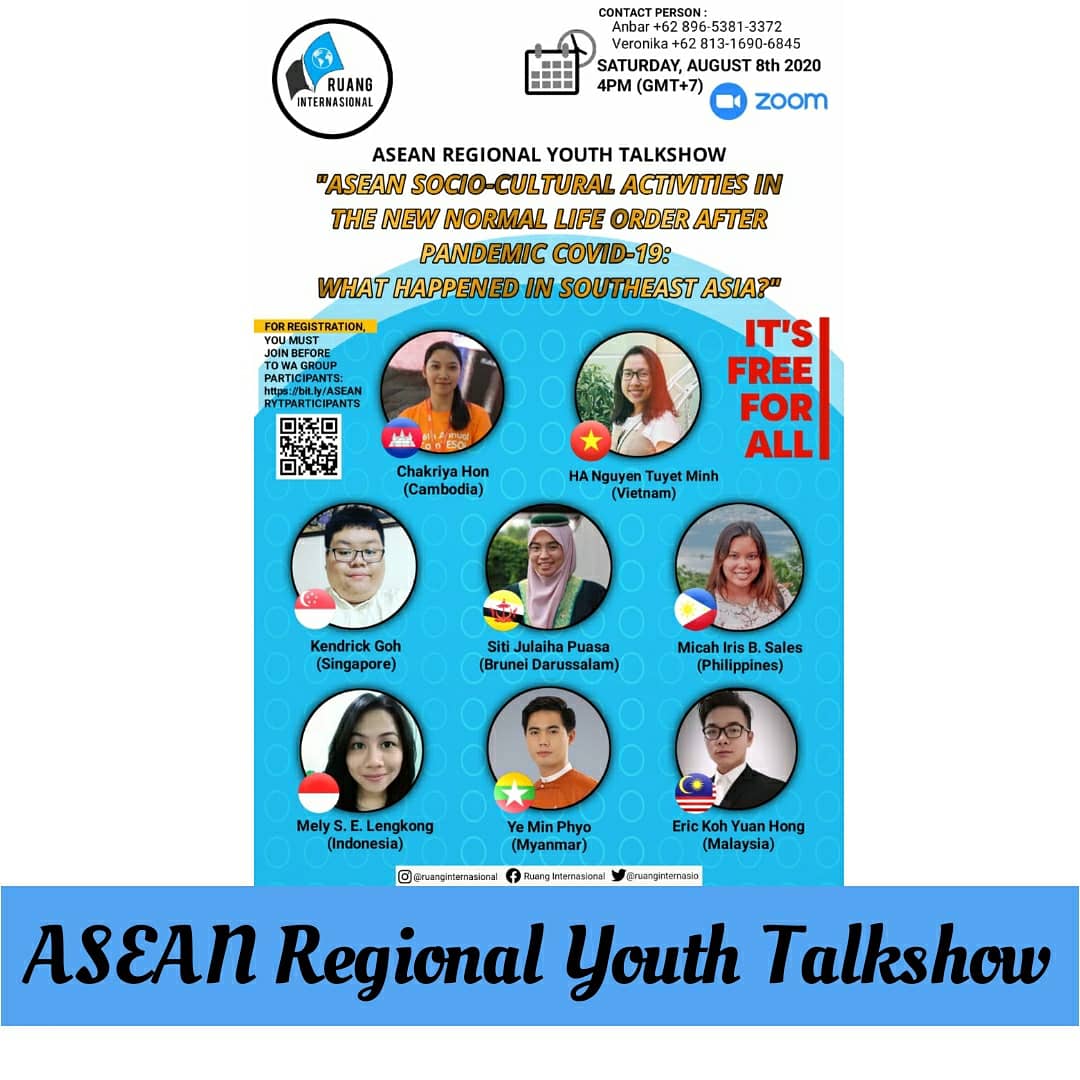 RUANG
INTERNASIONAL
CONTACT PERSON :
Anbar +62 896-5381-3372
Veronika +62 813-1690-6845
SATURDAY, AUGUST 8th 2020
4PM (GMT+7)
zoom
ASEAN REGIONAL YOUTH TALKSHOW
"ASEAN SOCIO-CULTURAL ACTIVITIES IN
THE NEW NORMAL LIFE ORDER AFTER
PANDEMIC COVID-19:
WHAT HAPPENED IN SOUTHEAST ASIA?"
FOR REGISTRATION,
YOU MUST
JOIN BEFORE
TO WA GROUP
PARTICIPANTS:
https://bit.ly/ASEAN
RYTPARTICIPANTS
IT'S
FREE
FOR
ALL
Chakriya Hon
(Cambodia)
HA Nguyen Tuyet Minh
(Vietnam)
Kendrick Goh
(Singapore)
Siti Julaiha Puasa
(Brunei Darussalam)
Micah Iris B. Sales
(Philippines)
Mely S. E. Lengkong
(Indonesia)
Ye Min Phyo
(Myanmar)
Eric Koh Yuan Hong
(Malaysia)
@ruanginternasional Ruang Internasional @ruanginternasio
ASEAN Regional Youth Talkshow